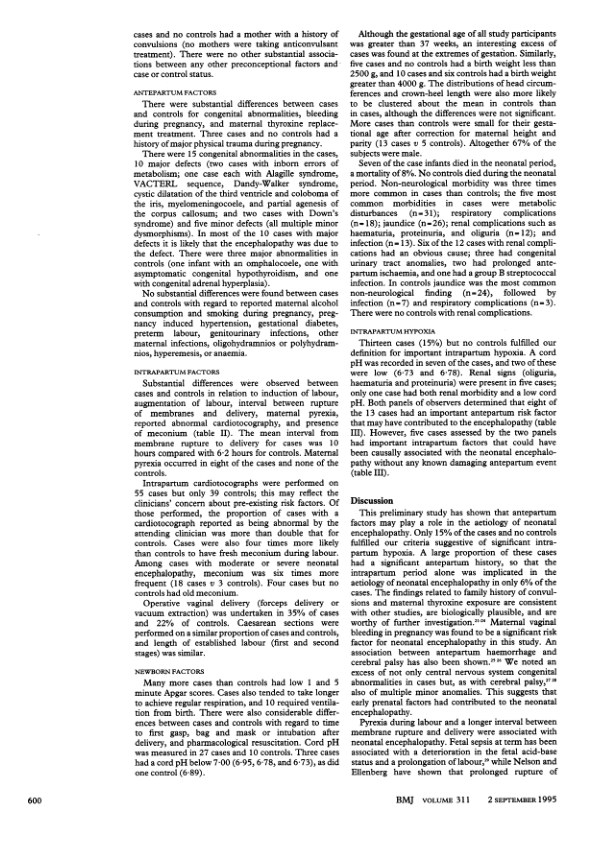 cases and no controls had a mother with a history of
convulsions (no mothers were taking anticonvulsant
treatment). There were no other substantial associa-
tions between any other preconceptional factors and
case or control status.
ANTEPARTUM FACTORS
There were substantial differences between cases
and controls for congenital abnormalities, bleeding
during pregnancy, and maternal thyroxine replace-
ment treatment. Three cases and no controls had a
history of major physical trauma during pregnancy.
There were 15 congenital abnormalities in the cases,
10 major defects (two cases with inborn errors of
metabolism; one case each with Alagille syndrome,
VACTERL sequence, Dandy-Walker syndrome,
cystic dilatation of the third ventricle and coloboma of
the iris, myelomeningocoele, and partial agenesis of
the corpus callosum; and two cases with Down's
syndrome) and five minor defects (all multiple minor
dysmorphisms). In most of the 10 cases with major
defects it is likely that the encephalopathy was due to
the defect. There were three major abnormalities in
controls (one infant with an omphalocoele, one with
asymptomatic congenital hypothyroidism, and one
with congenital adrenal hyperplasia).
No substantial differences were found between cases
and controls with regard to reported maternal alcohol
consumption and smoking during pregnancy, preg-
nancy induced hypertension, gestational diabetes,
preterm labour, genitourinary infections, other
maternal infections, oligohydramnios or polyhydram-
nios, hyperemesis, or anaemia.
INTRAPARTUM FACTORS
Substantial differences were observed between
cases and controls in relation to induction of labour,
augmentation of labour, interval between rupture
of membranes and delivery, maternal pyrexia,
reported abnormal cardiotocography, and presence
of meconium (table II). The mean interval from
membrane rupture to delivery for cases was 10
hours compared with 6·2 hours for controls. Maternal
pyrexia occurred in eight of the cases and none of the
controls.
Intrapartum cardiotocographs were performed on
55 cases but only 39 controls; this may reflect the
clinicians' concern about pre-existing risk factors. Of
those performed, the proportion of cases with a
cardiotocograph reported as being abnormal by the
attending clinician was more than double that for
controls. Cases were also four times more likely
than controls to have fresh meconium during labour.
Among cases with moderate or severe neonatal
encephalopathy, meconium was six times more
frequent (18 cases v 3 controls). Four cases but no
controls had old meconium.
Operative vaginal delivery (forceps delivery or
vacuum extraction) was undertaken in 35% of cases
and 22% of controls. Caesarean sections were
performed on a similar proportion of cases and controls,
and length of established labour (first and second
stages) was similar.
NEWBORN FACTORS
Many more cases than controls had low 1 and 5
minute Apgar scores. Cases also tended to take longer
to achieve regular respiration, and 10 required ventila-
tion from birth. There were also considerable differ-
ences between cases and controls with regard to time
to first gasp, bag and mask or intubation after
delivery, and pharmacological resuscitation. Cord pH
was measured in 27 cases and 10 controls. Three cases
had a cord pH below 7·00 (6·95, 6·78, and 6·73), as did
one control (6·89).
Although the gestational age of all study participants
was greater than 37 weeks, an interesting excess of
cases was found at the extremes of gestation. Similarly,
five cases and no controls had a birth weight less than
2500 g, and 10 cases and six controls had a birth weight
greater than 4000 g. The distributions of head circum-
ferences and crown-heel length were also more likely
to be clustered about the mean in controls than
in cases, although the differences were not significant.
More cases than controls were small for their gesta-
tional age after correction for maternal height and
parity (13 cases v 5 controls). Altogether 67% of the
subjects were male.
Seven of the case infants died in the neonatal period,
a mortality of 8%. No controls died during the neonatal
period. Non-neurological morbidity was three times
more common in cases than controls; the five most
common morbidities in cases were metabolic
disturbances (n=31); respiratory complications
(n=18); jaundice (n=26); renal complications such as
haematuria, proteinuria, and oliguria (n=12); and
infection (n=13). Six of the 12 cases with renal compli-
cations had an obvious cause; three had congenital
urinary tract anomalies, two had prolonged ante-
partum ischaemia, and one had a group B streptococcal
infection. In controls jaundice was the most common
non-neurological finding (n=24), followed by
infection (n=7) and respiratory complications (n=3).
There were no controls with renal complications.
INTRAPARTUM HYPOXIA
Thirteen cases (15%) but no controls fulfilled our
definition for important intrapartum hypoxia. A cord
pH was recorded in seven of the cases, and two of these
were low (6·73 and 6·78). Renal signs (oliguria,
haematuria and proteinuria) were present in five cases;
only one case had both renal morbidity and a low cord
pH. Both panels of observers determined that eight of
the 13 cases had an important antepartum risk factor
that may have contributed to the encephalopathy (table
III). However, five cases assessed by the two panels
had important intrapartum factors that could have
been causally associated with the neonatal encephalo-
pathy without any known damaging antepartum event
(table III).
Discussion
This preliminary study has shown that antepartum
factors may play a role in the aetiology of neonatal
encephalopathy. Only 15% of the cases and no controls
fulfilled our criteria suggestive of significant intra-
partum hypoxia. A large proportion of these cases
had a significant antepartum history, so that the
intrapartum period alone was implicated in the
aetiology of neonatal encephalopathy in only 6% of the
cases. The findings related to family history of convul-
sions and maternal thyroxine exposure are consistent
with other studies, are biologically plausible, and are
worthy of further investigation. Maternal vaginal
bleeding in pregnancy was found to be a significant risk
factor for neonatal encephalopathy in this study. An
association between antepartum haemorrhage and
cerebral palsy has also been shown. We noted an
excess of not only central nervous system congenital
abnormalities in cases but, as with cerebral palsy,
also of multiple minor anomalies. This suggests that
early prenatal factors had contributed to the neonatal
encephalopathy.
Pyrexia during labour and a longer interval between
membrane rupture and delivery were associated with
neonatal encephalopathy. Fetal sepsis at term has been
associated with a deterioration in the fetal acid-base
status and a prolongation of labour, while Nelson and
Ellenberg have shown that prolonged rupture of
600
BMJ VOLUME 311 2 SEPTEMBER 1995